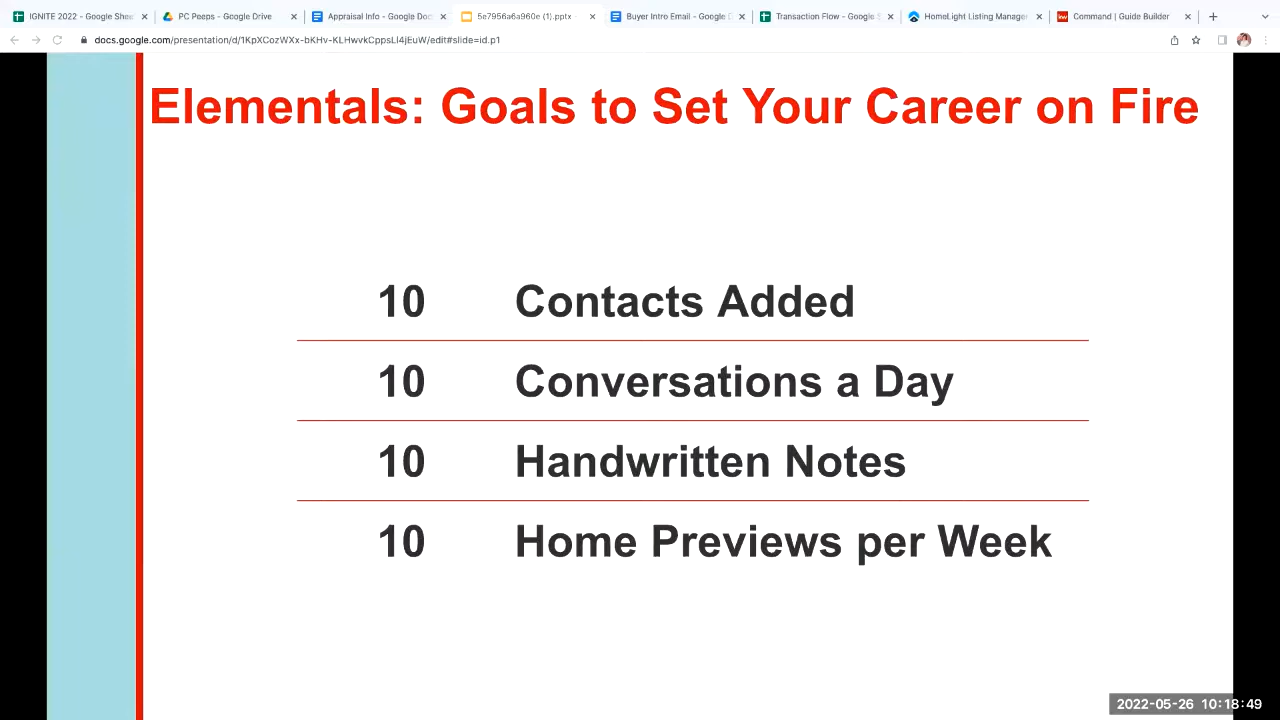 IGNITE 2022 - Google Shee
PC Peeps - Google Drive
Appraisal Info - Google Doc
5e7956a6a960e (1).pptx -
Buyer Intro Email - Google D
Transaction Flow - Google S
HomeLight Listing Manager
Command | Guide Builder
docs.google.com/presentation/d/1KpXCozWXx-bKHv-KLHwvkCppsLl4jEuW/edit#slide=id.p1
Elementals: Goals to Set Your Career on Fire
10 Contacts Added
10 Conversations a Day
10 Handwritten Notes
10 Home Previews per Week
2022-05-26 10:18:49